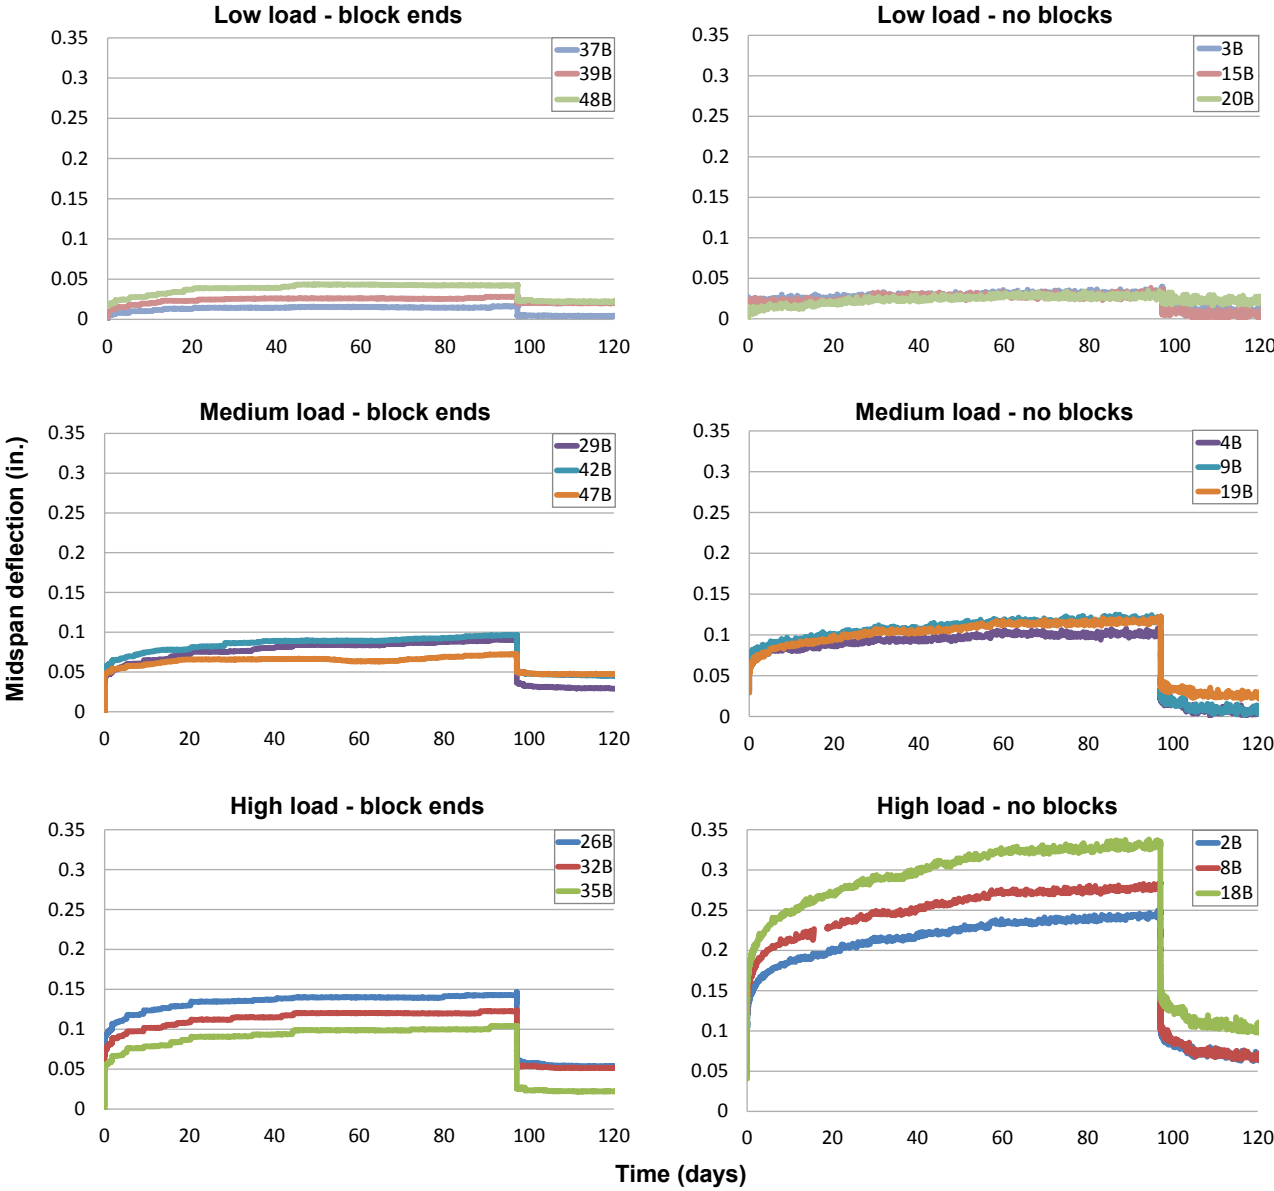 Low load - block ends
0.35
0.3
0.25
0.2
0.15
0.1
0.05
0
0 20 40 60 80 100 120
37B
39B
48B
Low load - no blocks
0.35
0.3
0.25
0.2
0.15
0.1
0.05
0
0 20 40 60 80 100 120
3B
15B
20B
Midspan deflection (in.)
Medium load - block ends
0.35
0.3
0.25
0.2
0.15
0.1
0.05
0
0 20 40 60 80 100 120
29B
42B
47B
Medium load - no blocks
0.35
0.3
0.25
0.2
0.15
0.1
0.05
0
0 20 40 60 80 100 120
4B
9B
19B
High load - block ends
0.35
0.3
0.25
0.2
0.15
0.1
0.05
0
0 20 40 60 80 100 120
26B
32B
35B
High load - no blocks
0.35
0.3
0.25
0.2
0.15
0.1
0.05
0
0 20 40 60 80 100 120
2B
8B
18B
Time (days)